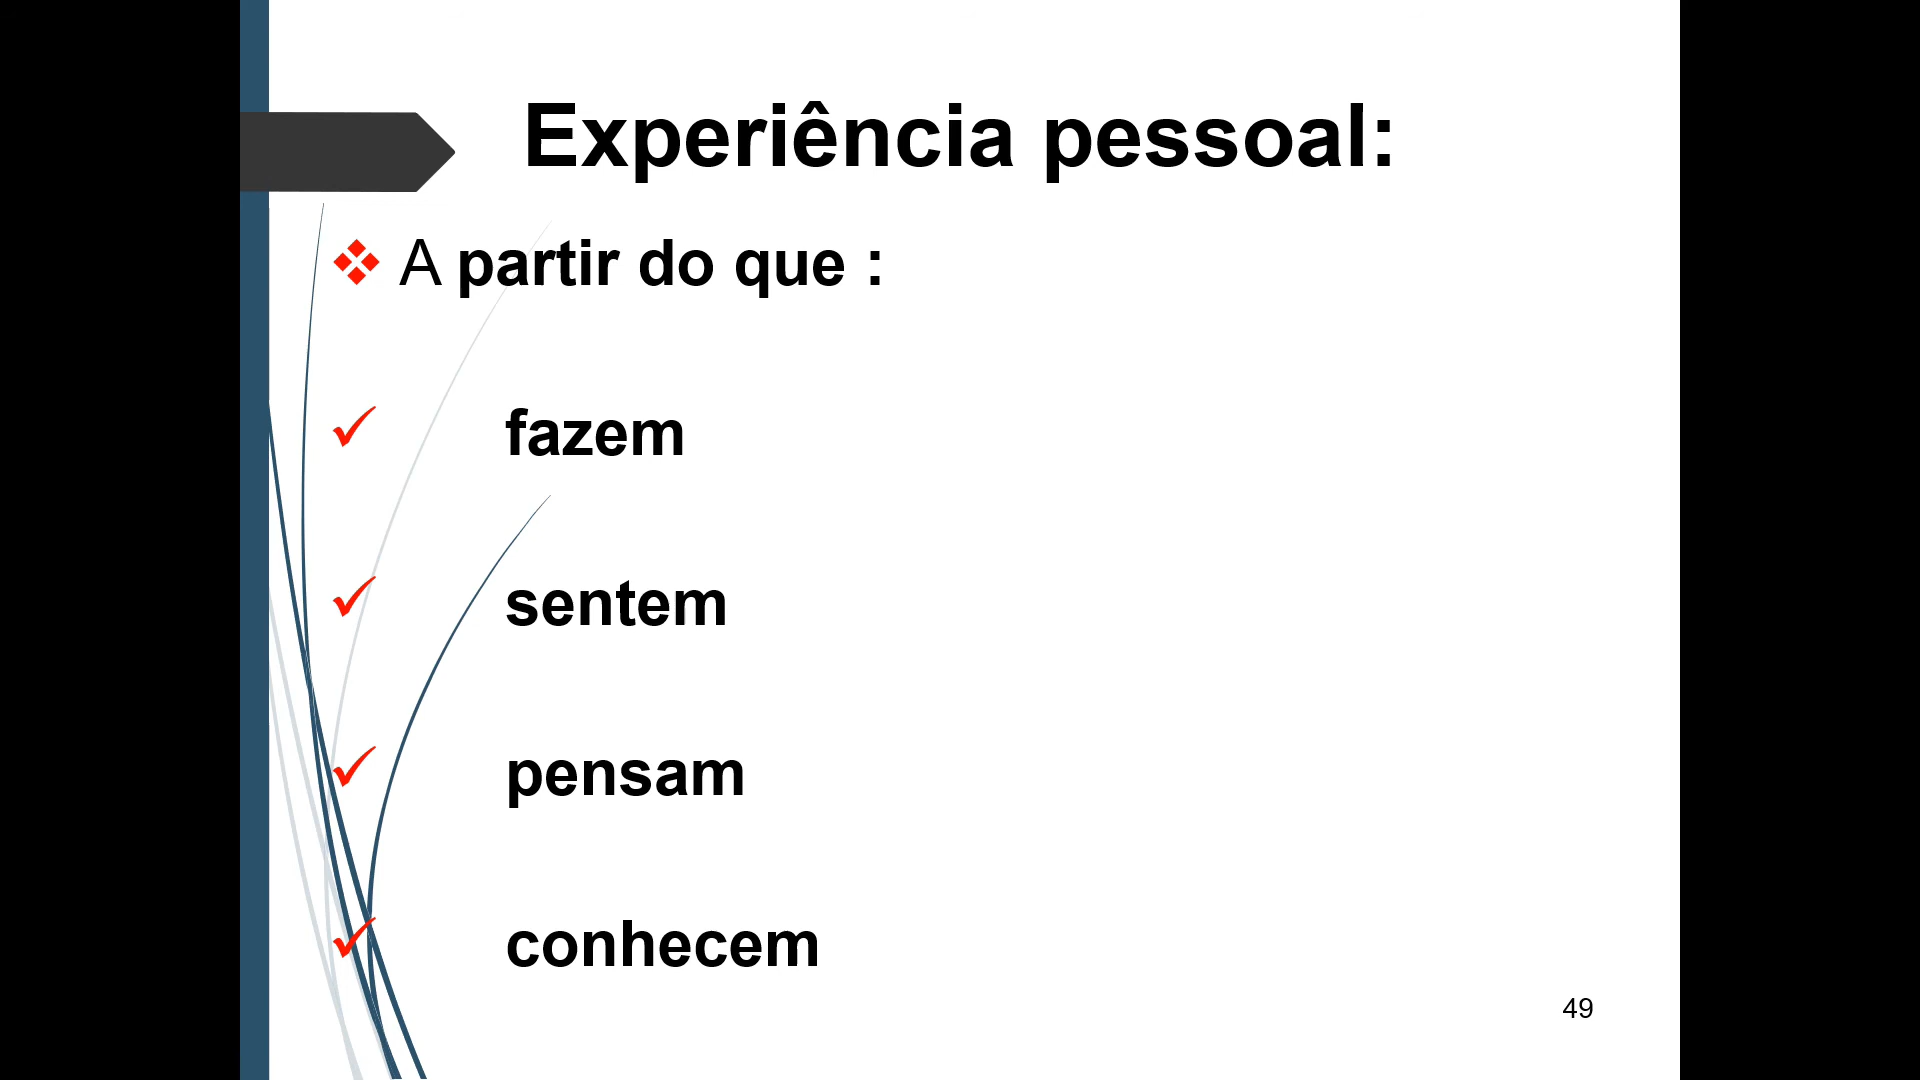 Experiência pessoal:
A partir do que :
fazem
sentem
pensam
conhecem
49